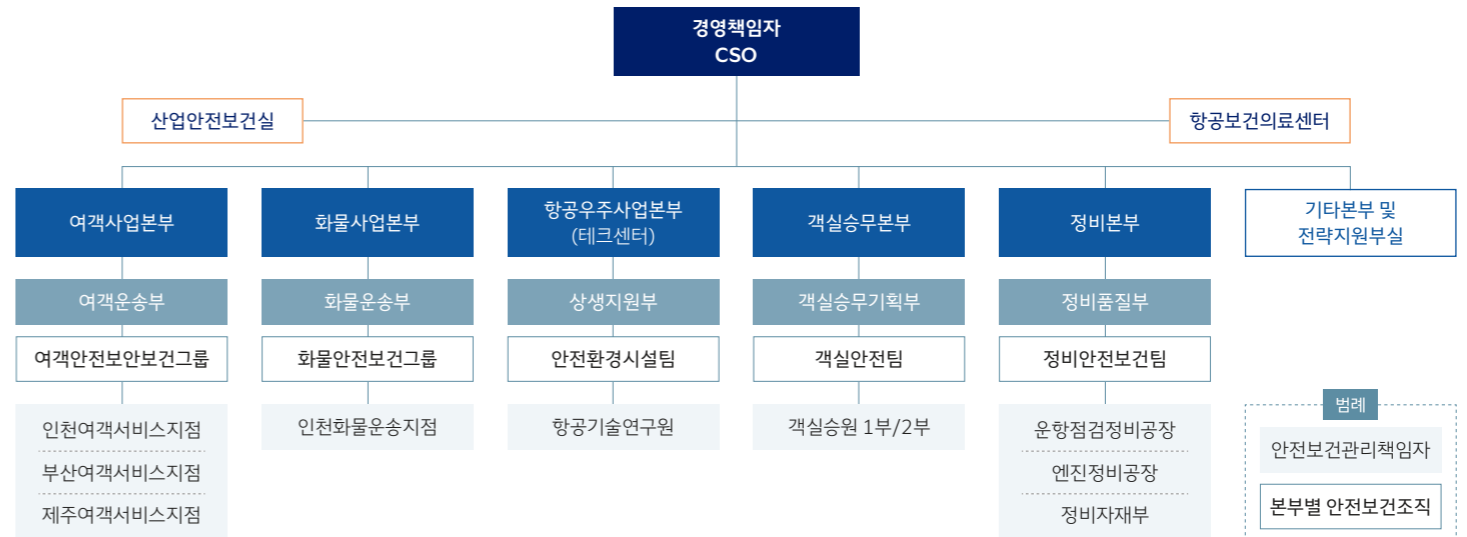 경영책임자
CSO
산업안전보건실
항공보건의료센터
여객사업본부
화물사업본부
항공우주사업본부
(테크센터)
객실승무본부
정비본부
기타본부 및
전략지원부실
여객운송부
화물운송부
상생지원부
객실승무기획부
정비품질부
여객안전보안보건그룹
화물안전보건그룹
안전환경시설팀
객실안전팀
정비안전보건팀
인천여객서비스지점
부산여객서비스지점
제주여객서비스지점
인천화물운송지점
항공기술연구원
객실승원 1부/2부
운항점검정비공장
엔진정비공장
정비자재부
범례
안전보건관리책임자
본부별 안전보건조직